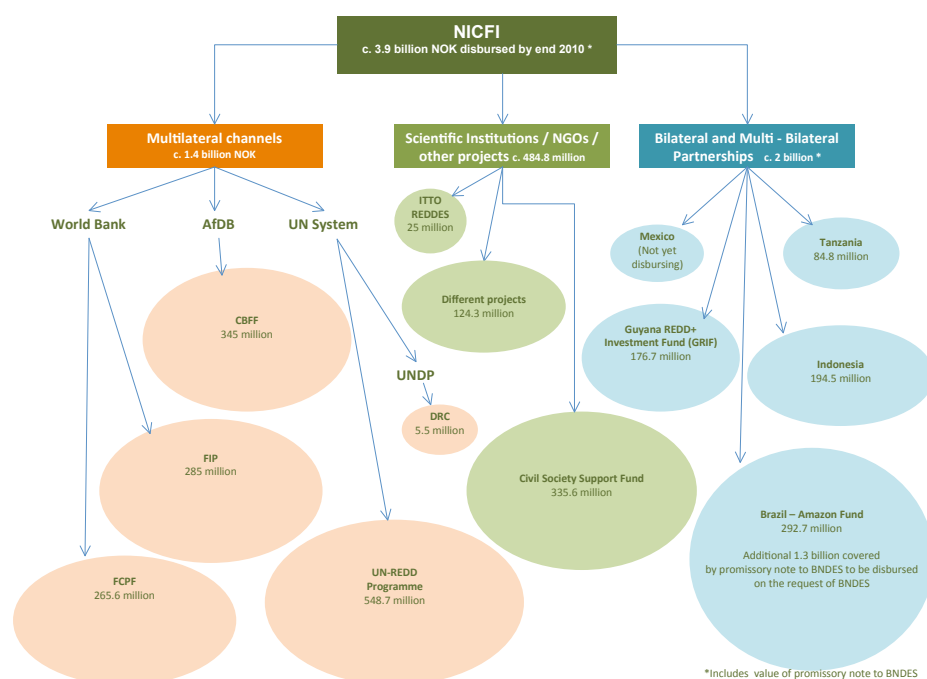 NICFI
c. 3.9 billion NOK disbursed by end 2010 *
Multilateral channels
c. 1.4 billion NOK
Scientific Institutions / NGOs /
other projects c. 484.8 million
Bilateral and Multi - Bilateral
Partnerships c. 2 billion *
World Bank
AfDB
UN System
ITTO
REDDES
25 million
Mexico
(Not yet
disbursing)
Tanzania
84.8 million
CBFF
345 million
Different projects
124.3 million
Guyana REDD+
Investment Fund (GRIF)
176.7 million
Indonesia
194.5 million
UNDP
DRC
5.5 million
FIP
285 million
Civil Society Support Fund
335.6 million
Brazil – Amazon Fund
292.7 million
Additional 1.3 billion covered
by promissory note to BNDES to be disbursed
on the request of BNDES
FCPF
265.6 million
UN-REDD
Programme
548.7 million
*Includes value of promissory note to BNDES